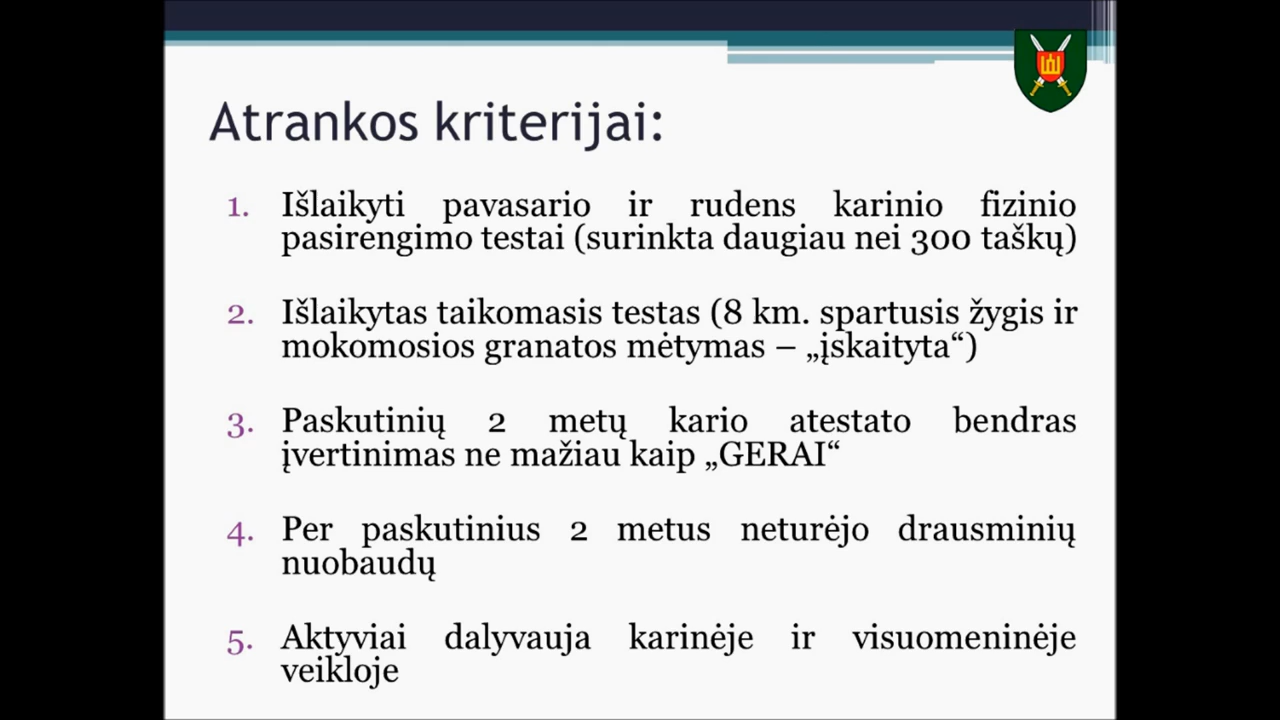 Atrankos kriterijai:
1. Išlaikyti pavasario ir rudens karinio fizinio
pasirengimo testai (surinkta daugiau nei 300 taškų)
2. Išlaikytas taikomasis testas (8 km. spartusis žygis ir
mokomosios granatos mėtymas – „įskaityta“)
3. Paskutinių 2 metų kario atestato bendras
įvertinimas ne mažiau kaip „GERAI“
4. Per paskutinius 2 metus neturėjo drausminių
nuobaudų
5. Aktyviai dalyvauja karinėje ir visuomeninėje
veikloje